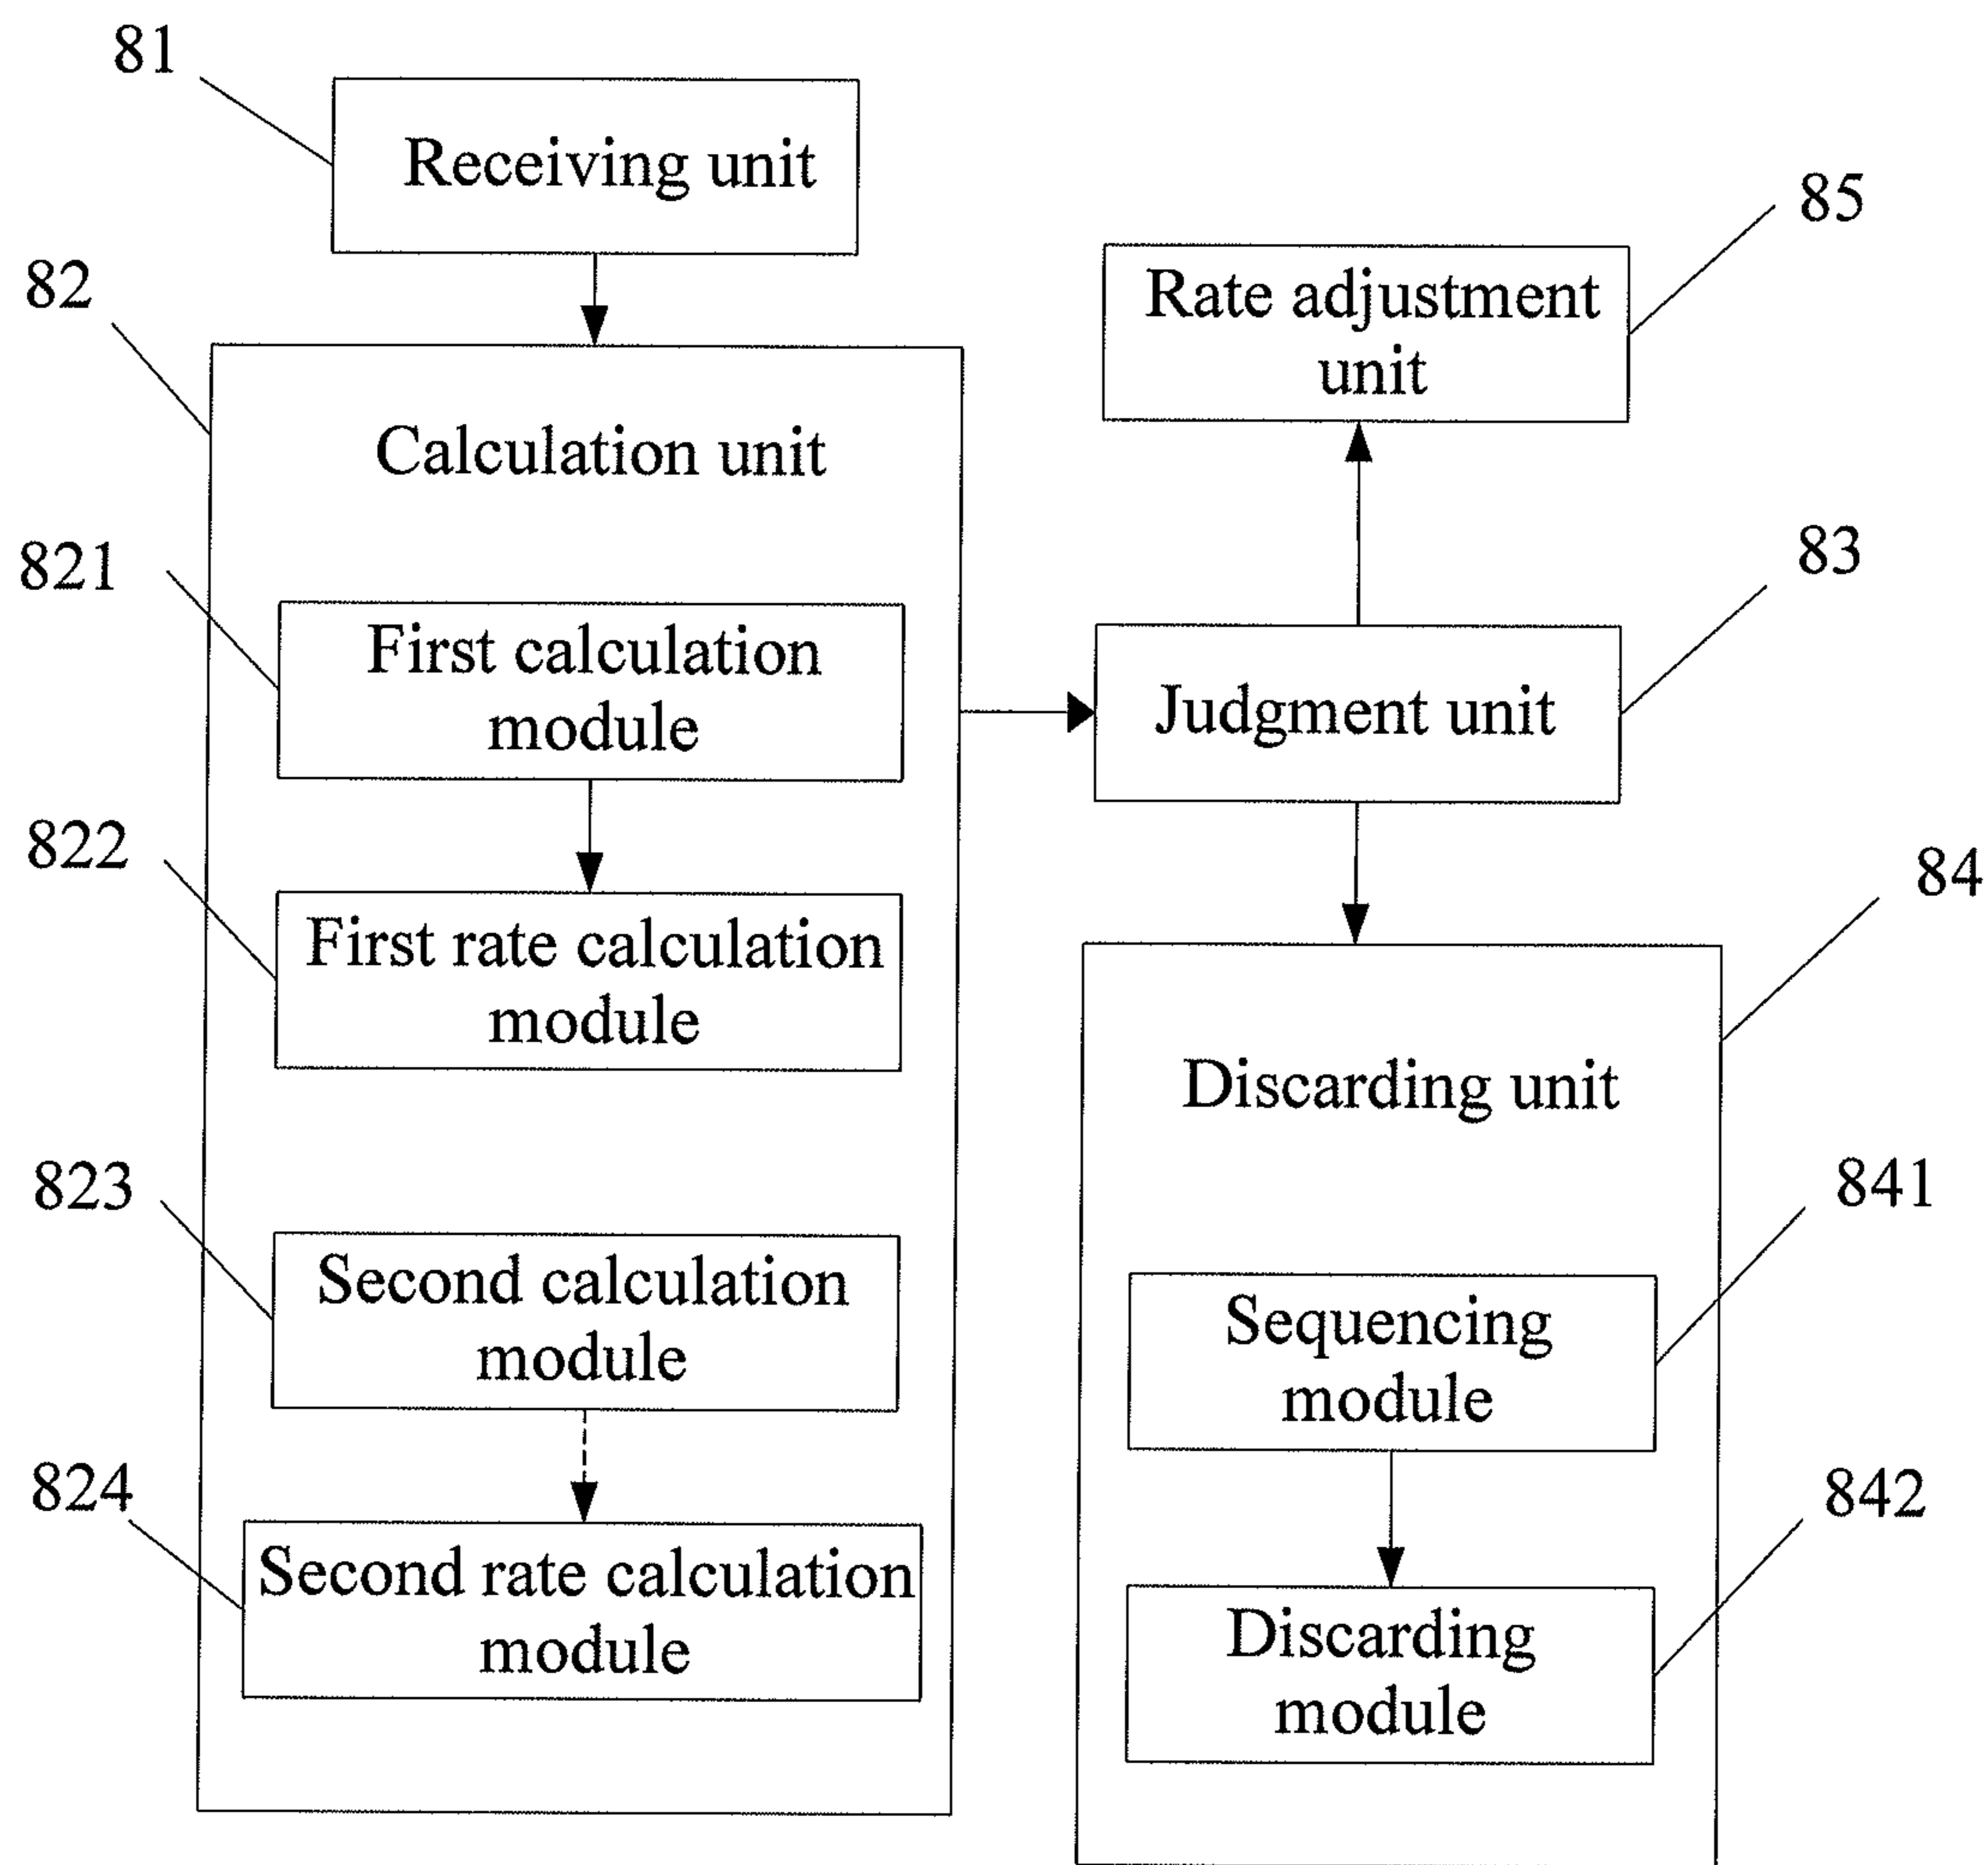 81
Receiving unit
82
Calculation unit
821
First calculation
module
822
First rate calculation
module
823
Second calculation
module
824
Second rate calculation
module
85
Rate adjustment
unit
83
Judgment unit
84
Discarding unit
841
Sequencing
module
842
Discarding
module